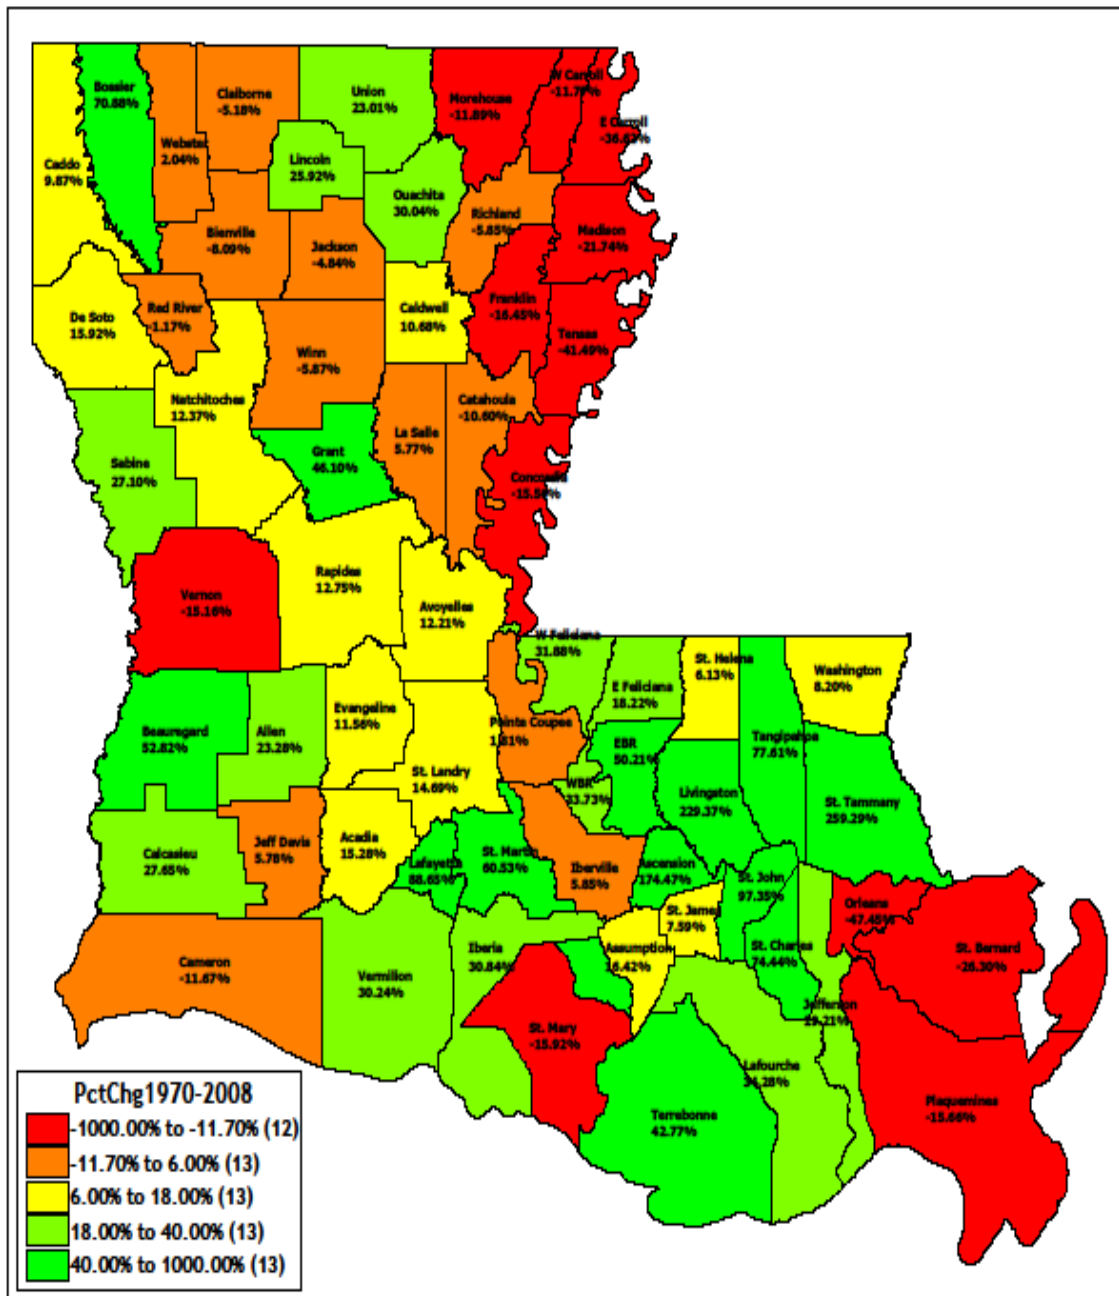 Bossier
70.88%
Claiborne
-5.18%
Union
23.01%
Morehouse
-11.89%
W Carroll
E Carroll
Webster
2.04%
Caddo
9.87%
Lincoln
25.92%
Ouachita
30.04%
Richland
-5.85%
Madison
-21.74%
Bienville
-8.09%
Jackson
-4.84%
Franklin
-16.45%
De Soto
15.92%
Red River
-1.17%
Caldwell
10.68%
Tensas
-41.49%
Winn
-5.87%
Natchitoches
12.37%
Catahoula
-10.60%
La Salle
5.77%
Grant
46.10%
Sabine
27.10%
Concordia
Vernon
-15.16%
Rapides
12.75%
Avoyelles
12.21%
W Feliciana
31.88%
St. Helena
6.13%
Washington
8.20%
E Feliciana
18.22%
Evangeline
11.56%
Pointe Coupee
1.81%
Beauregard
52.82%
Allen
23.28%
EBR
50.21%
Tangipahoa
77.61%
St. Landry
14.69%
WBR
Livingston
229.37%
St. Tammany
259.29%
Calcasieu
27.65%
Jeff Davis
5.78%
Acadia
15.28%
Lafayette
St. Martin
60.53%
Iberville
5.85%
Ascension
174.47%
St. John
97.35%
Orleans
-47.45%
St. James
7.59%
Cameron
-11.67%
Vermilion
30.24%
Iberia
30.84%
Assumption
16.42%
St. Charles
74.44%
St. Bernard
-26.30%
St. Mary
-15.92%
Jefferson
29.21%
Lafourche
34.28%
Terrebonne
42.77%
Plaquemines
-15.66%
PctChg1970-2008
-1000.00% to -11.70% (12)
-11.70% to 6.00% (13)
6.00% to 18.00% (13)
18.00% to 40.00% (13)
40.00% to 1000.00% (13)